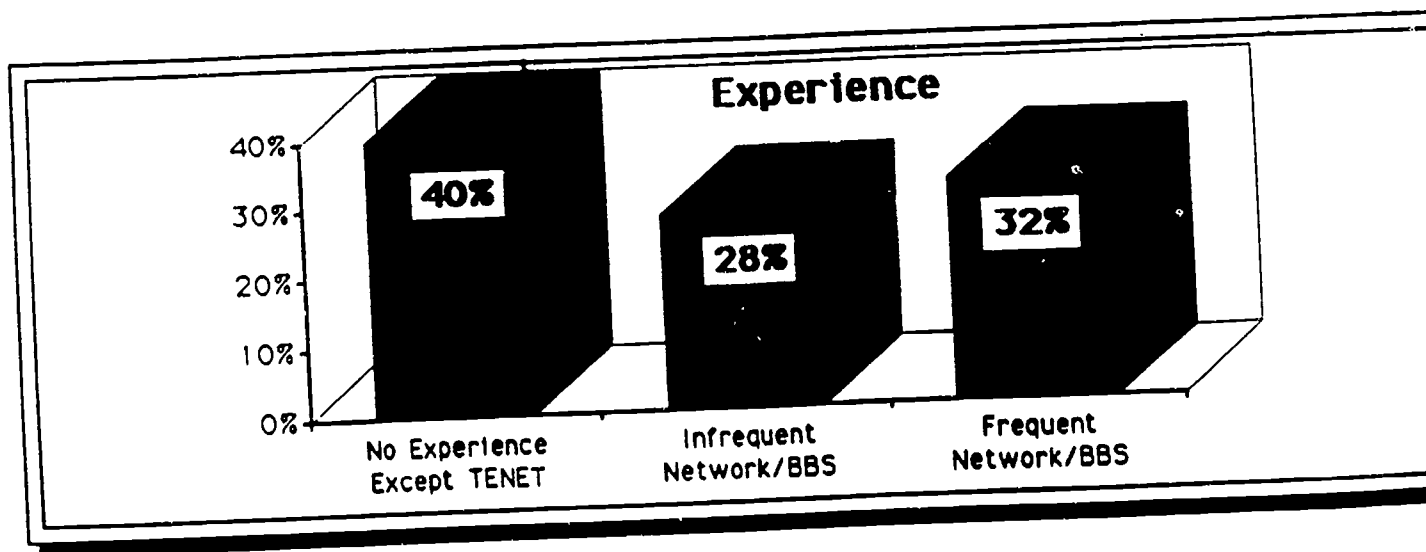 Experience
40%
30%
20%
10%
0%
40%
28%
32%
No Experience
Except TENET
Infrequent
Network/BBS
Frequent
Network/BBS